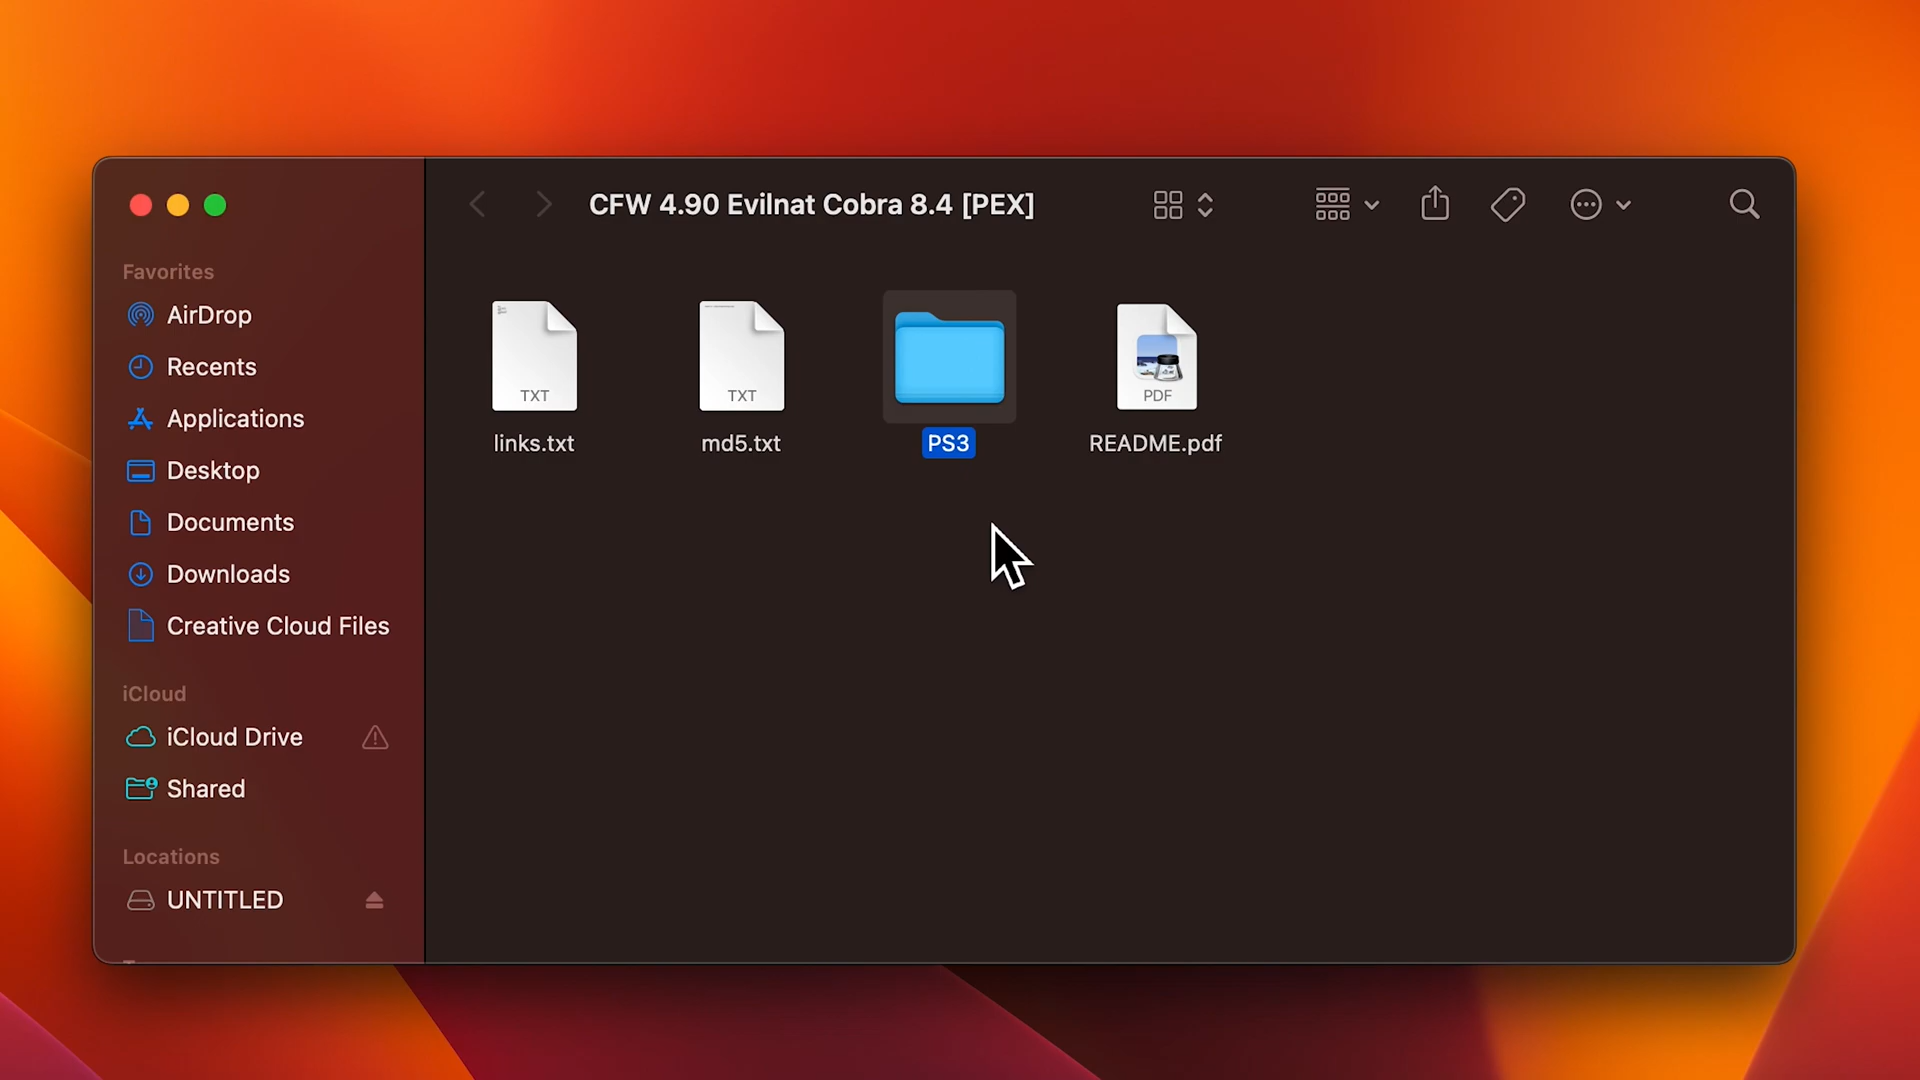 CFW 4.90 Evilnat Cobra 8.4 [PEX]
Favorites
AirDrop
Recents
Applications
Desktop
Documents
Downloads
Creative Cloud Files
iCloud
iCloud Drive
Shared
Locations
UNTITLED
TXT
links.txt
TXT
md5.txt
PS3
PDF
README.pdf